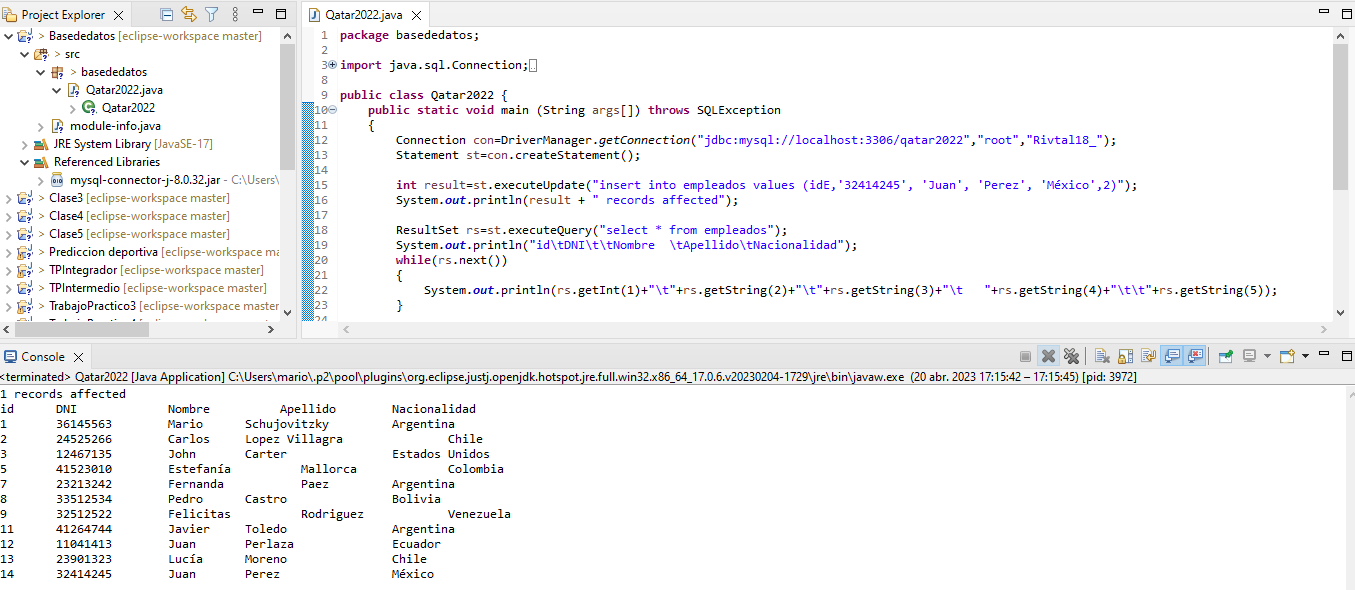 Project Explorer
Basededatos [eclipse-workspace master]
src
basededatos
Qatar2022.java
Qatar2022
module-info.java
JRE System Library [JavaSE-17]
Referenced Libraries
mysql-connector-j-8.0.32.jar - C:\Users\
Clase3 [eclipse-workspace master]
Clase4 [eclipse-workspace master]
Clase5 [eclipse-workspace master]
Prediccion deportiva [eclipse-workspace ma
TPIntegrador [eclipse-workspace master]
TPIntermedio [eclipse-workspace master]
TrabajoPractico3 [eclipse-workspace master
Qatar2022.java
1 package basededatos;
2
3 import java.sql.Connection;
8
9 public class Qatar2022 {
10 public static void main (String args[]) throws SQLException
11 {
12 Connection con=DriverManager.getConnection("jdbc:mysql://localhost:3306/qatar2022","root","Rivtal18_");
13 Statement st=con.createStatement();
14
15 int result=st.executeUpdate("insert into empleados values (idE,'32414245', 'Juan', 'Perez', 'México',2)");
16 System.out.println(result + " records affected");
17
18 ResultSet rs=st.executeQuery("select * from empleados");
19 System.out.println("id\tDNI\t\tNombre  \tApellido\tNacionalidad");
20 while(rs.next())
21 {
22 System.out.println(rs.getInt(1)+"\t"+rs.getString(2)+"\t"+rs.getString(3)+"\t   "+rs.getString(4)+"\t\t"+rs.getString(5));
23 }
24
Console
<terminated> Qatar2022 [Java Application] C:\Users\mario\.p2\pool\plugins\org.eclipse.justj.openjdk.hotspot.jre.full.win32.x86_64_17.0.6.v20230204-1729\jre\bin\javaw.exe (20 abr. 2023 17:15:42 – 17:15:45) [pid: 3972]
1 records affected
id DNI Nombre Apellido Nacionalidad
1 36145563 Mario Schujovitzky Argentina
2 24525266 Carlos Lopez Villagra Chile
3 12467135 John Carter Estados Unidos
5 41523010 Estefanía Mallorca Colombia
7 23213242 Fernanda Paez Argentina
8 33512534 Pedro Castro Bolivia
9 32512522 Felicitas Rodriguez Venezuela
11 41264744 Javier Toledo Argentina
12 11041413 Juan Perlaza Ecuador
13 23901323 Lucía Moreno Chile
14 32414245 Juan Perez México